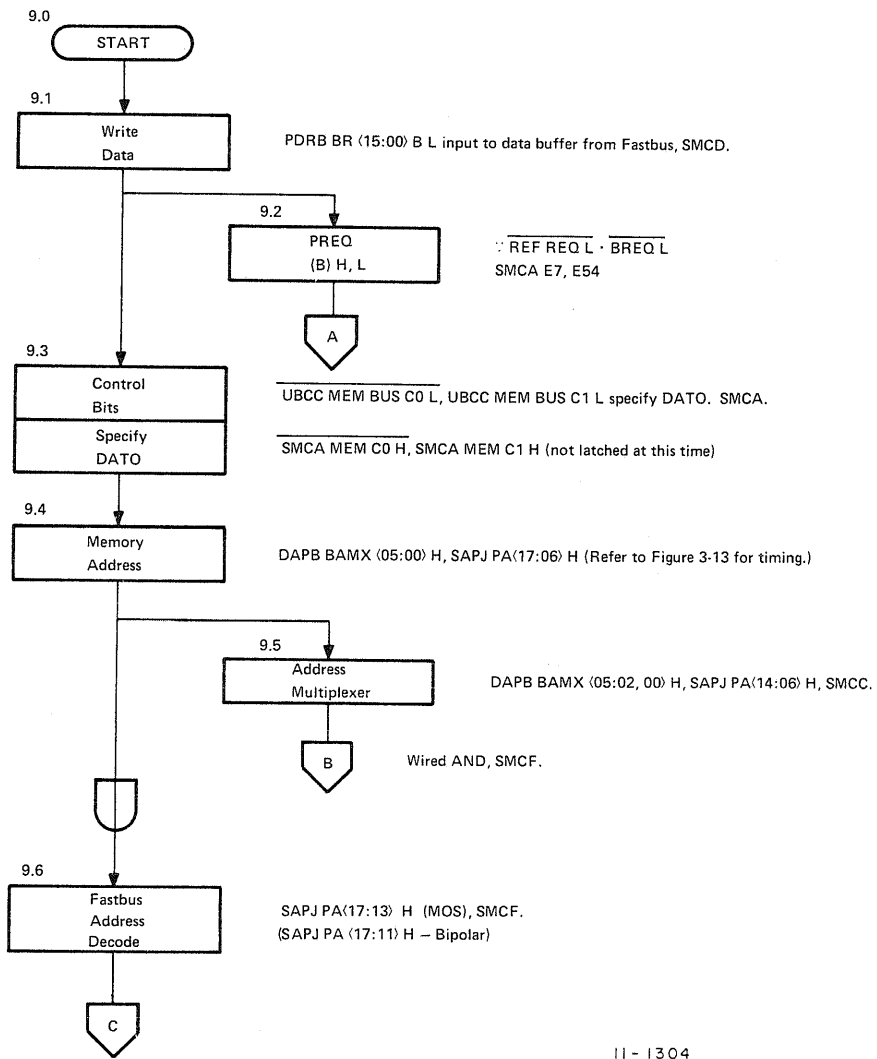 9.0
START
9.1
Write
Data
PDRB BR ⟨15:00⟩ B L input to data buffer from Fastbus, SMCD.
9.2
PREQ
(B) H, L
∵ REF REQ L · BREQ L
SMCA E7, E54
A
9.3
Control
Bits
UBCC MEM BUS C0 L, UBCC MEM BUS C1 L specify DATO. SMCA.
Specify
DATO
SMCA MEM C0 H, SMCA MEM C1 H (not latched at this time)
9.4
Memory
Address
DAPB BAMX ⟨05:00⟩ H, SAPJ PA⟨17:06⟩ H (Refer to Figure 3-13 for timing.)
9.5
Address
Multiplexer
DAPB BAMX ⟨05:02, 00⟩ H, SAPJ PA⟨14:06⟩ H, SMCC.
B
Wired AND, SMCF.
9.6
Fastbus
Address
Decode
SAPJ PA⟨17:13⟩ H (MOS), SMCF.
(SAPJ PA ⟨17:11⟩ H – Bipolar)
C
11-1304